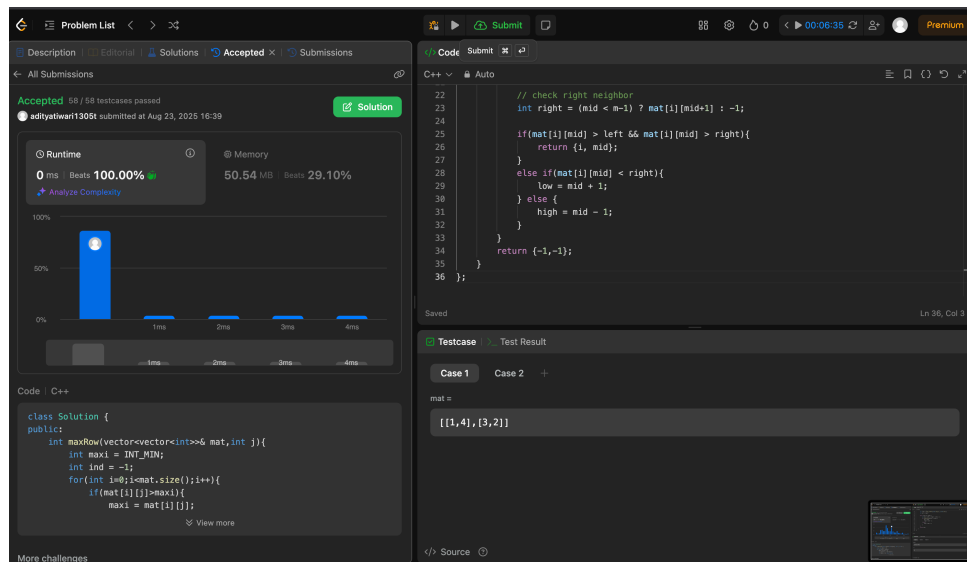 Problem List
Submit
0
00:06:35
Premium
Description
Editorial
Solutions
Accepted
Submissions
All Submissions
Accepted 58 / 58 testcases passed
adityatiwari1305t submitted at Aug 23, 2025 16:39
Solution
Runtime
0 ms Beats 100.00%
Analyze Complexity
Memory
50.54 MB Beats 29.10%
100%
50%
0%
1ms 2ms 3ms 4ms
1ms 2ms 3ms 4ms
Code C++
class Solution {
public:
int maxRow(vector<vector<int>>& mat,int j){
int maxi = INT_MIN;
int ind = -1;
for(int i=0;i<mat.size();i++){
if(mat[i][j]>maxi){
maxi = mat[i][j];
View more
More challenges
</> Code
Submit ⌘
C++ Auto
22 // check right neighbor
23 int right = (mid < m-1) ? mat[i][mid+1] : -1;
24
25 if(mat[i][mid] > left && mat[i][mid] > right){
26 return {i, mid};
27 }
28 else if(mat[i][mid] < right){
29 low = mid + 1;
30 } else {
31 high = mid - 1;
32 }
33 }
34 return {-1,-1};
35 }
36 };
Saved
Ln 36, Col 3
Testcase
>_ Test Result
Case 1 Case 2 +
mat =
[[1,4],[3,2]]
</> Source